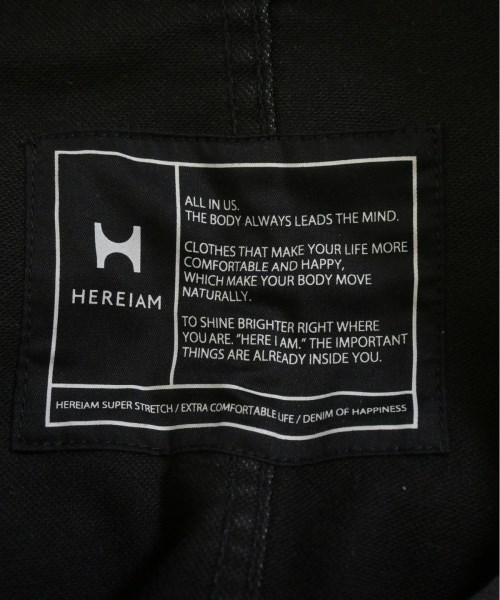 HEREIAM
ALL IN US.
THE BODY ALWAYS LEADS THE MIND.
CLOTHES THAT MAKE YOUR LIFE MORE
COMFORTABLE AND HAPPY,
WHICH MAKE YOUR BODY MOVE
NATURALLY.
TO SHINE BRIGHTER RIGHT WHERE
YOU ARE. "HERE I AM." THE IMPORTANT
THINGS ARE ALREADY INSIDE YOU.
HEREIAM SUPER STRETCH / EXTRA COMFORTABLE LIFE / DENIM OF HAPPINESS